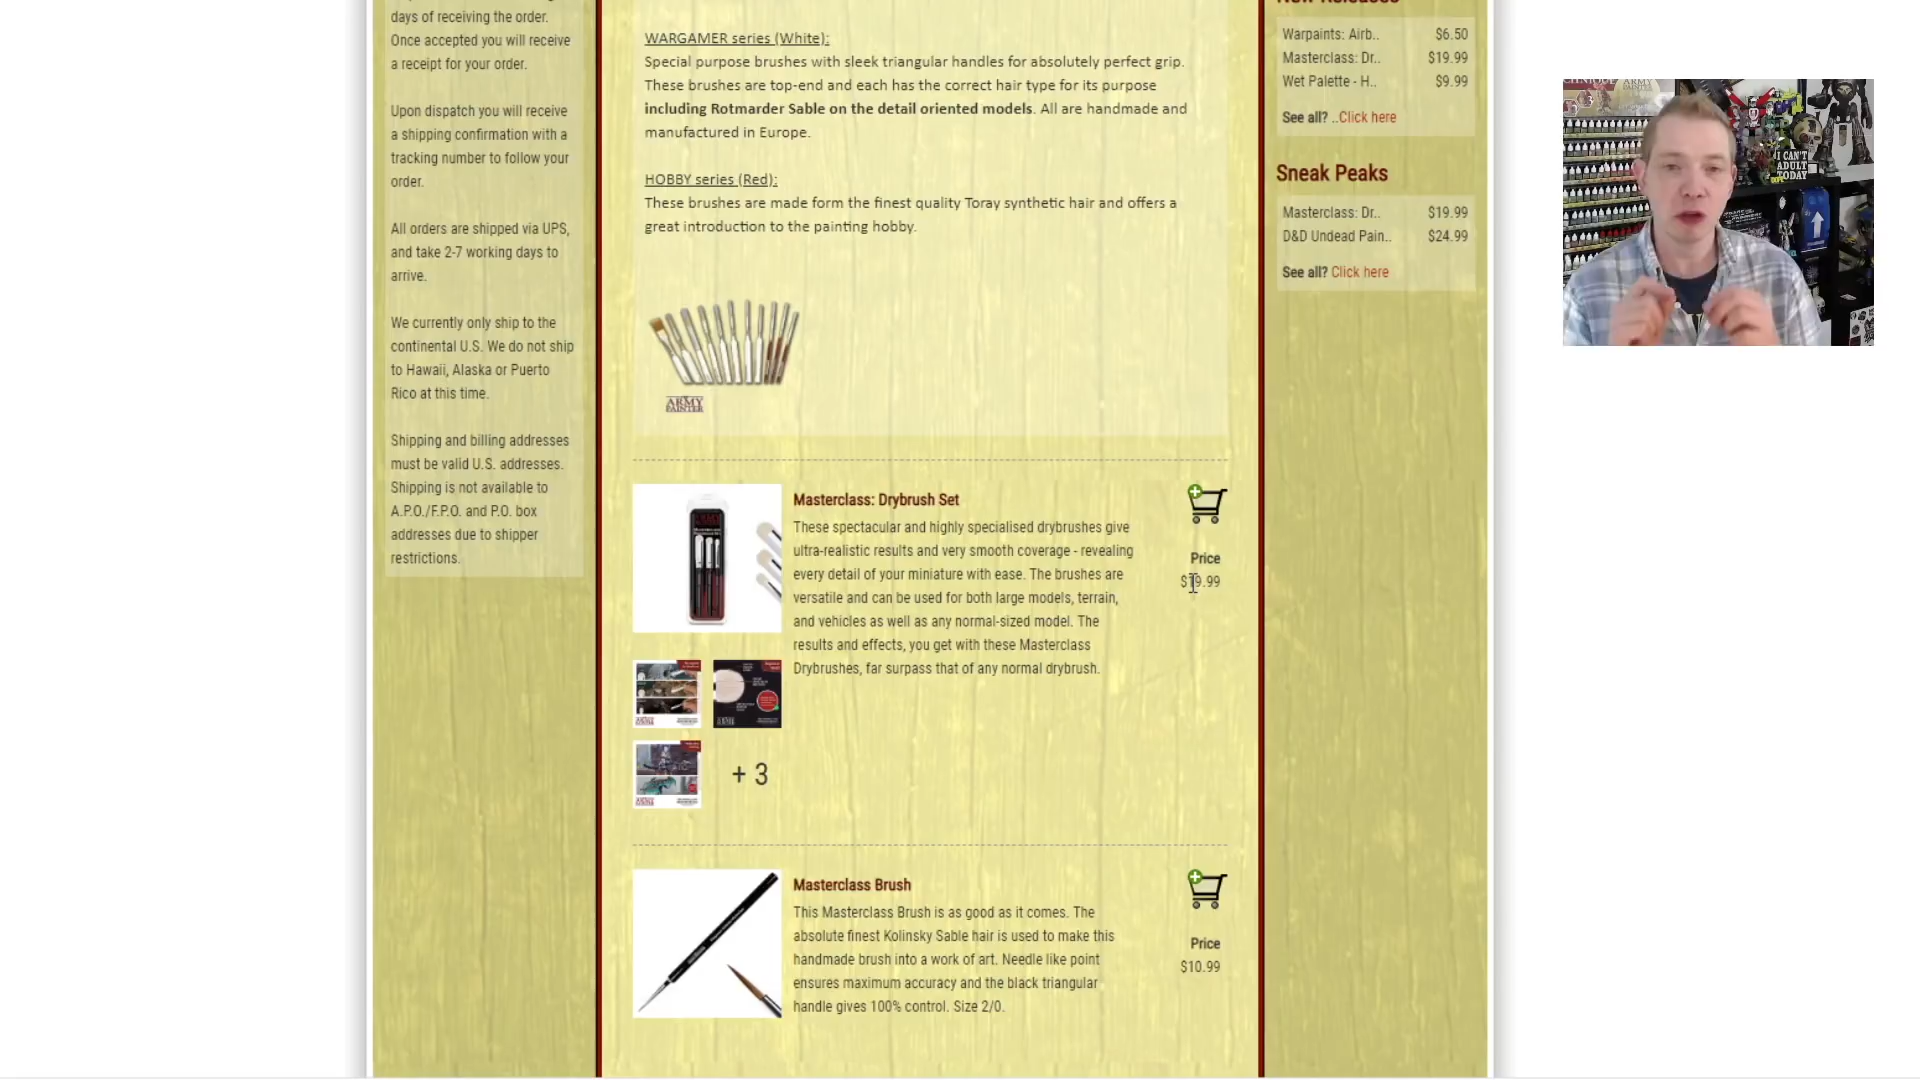 days of receiving the order.
Once accepted you will receive
a receipt for your order.
Upon dispatch you will receive
a shipping confirmation with a
tracking number to follow your
order.
All orders are shipped via UPS,
and take 2-7 working days to
arrive.
We currently only ship to the
continental U.S. We do not ship
to Hawaii, Alaska or Puerto
Rico at this time.
Shipping and billing addresses
must be valid U.S. addresses.
Shipping is not available to
A.P.O./F.P.O. and P.O. box
addresses due to shipper
restrictions.
WARGAMER series (White):
Special purpose brushes with sleek triangular handles for absolutely perfect grip.
These brushes are top-end and each has the correct hair type for its purpose
including Rotmarder Sable on the detail oriented models. All are handmade and
manufactured in Europe.
HOBBY series (Red):
These brushes are made form the finest quality Toray synthetic hair and offers a
great introduction to the painting hobby.
ARMY
PAINTER
Masterclass: Drybrush Set
These spectacular and highly specialised drybrushes give
ultra-realistic results and very smooth coverage - revealing
every detail of your miniature with ease. The brushes are
versatile and can be used for both large models, terrain,
and vehicles as well as any normal-sized model. The
results and effects, you get with these Masterclass
Drybrushes, far surpass that of any normal drybrush.
Price
$19.99
+ 3
Masterclass Brush
This Masterclass Brush is as good as it comes. The
absolute finest Kolinsky Sable hair is used to make this
handmade brush into a work of art. Needle like point
ensures maximum accuracy and the black triangular
handle gives 100% control. Size 2/0.
Price
$10.99
New Releases
Warpaints: Airb.. $6.50
Masterclass: Dr.. $19.99
Wet Palette - H.. $9.99
See all? ..Click here
Sneak Peaks
Masterclass: Dr.. $19.99
D&D Undead Pain.. $24.99
See all? Click here
I CAN'T
ADULT
TODAY